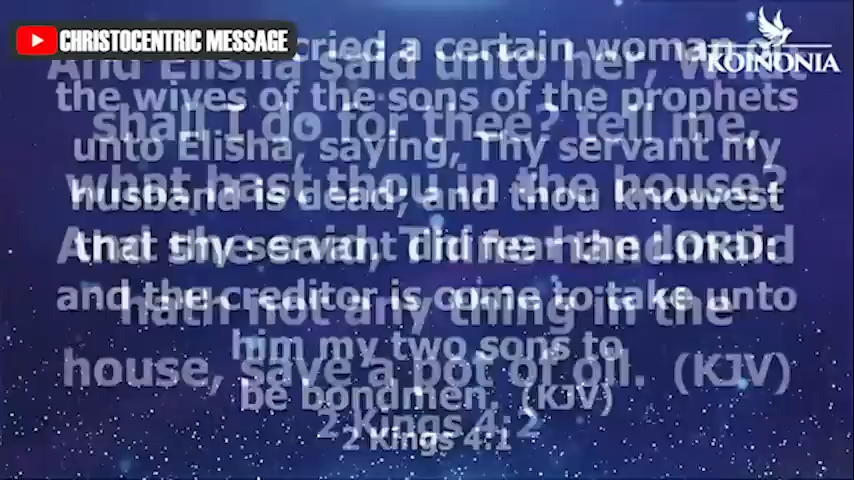 CHRISTOCENTRIC MESSAGE
KOINONIA
cried a certain woman
the wives of the sons of the prophets
unto Elisha, saying, Thy servant my
husband is dead; and thou knowest
that thy servant did fear the LORD:
and the creditor is come to take unto
him my two sons to
be bondmen. (KJV)
2 Kings 4:1
And Elisha said unto her,
shall I do for thee? tell me,
what hast thou in the house?
And she said, Thine handmaid
hath not any thing in the
house, save a pot of oil. (KJV)
2 Kings 4:2